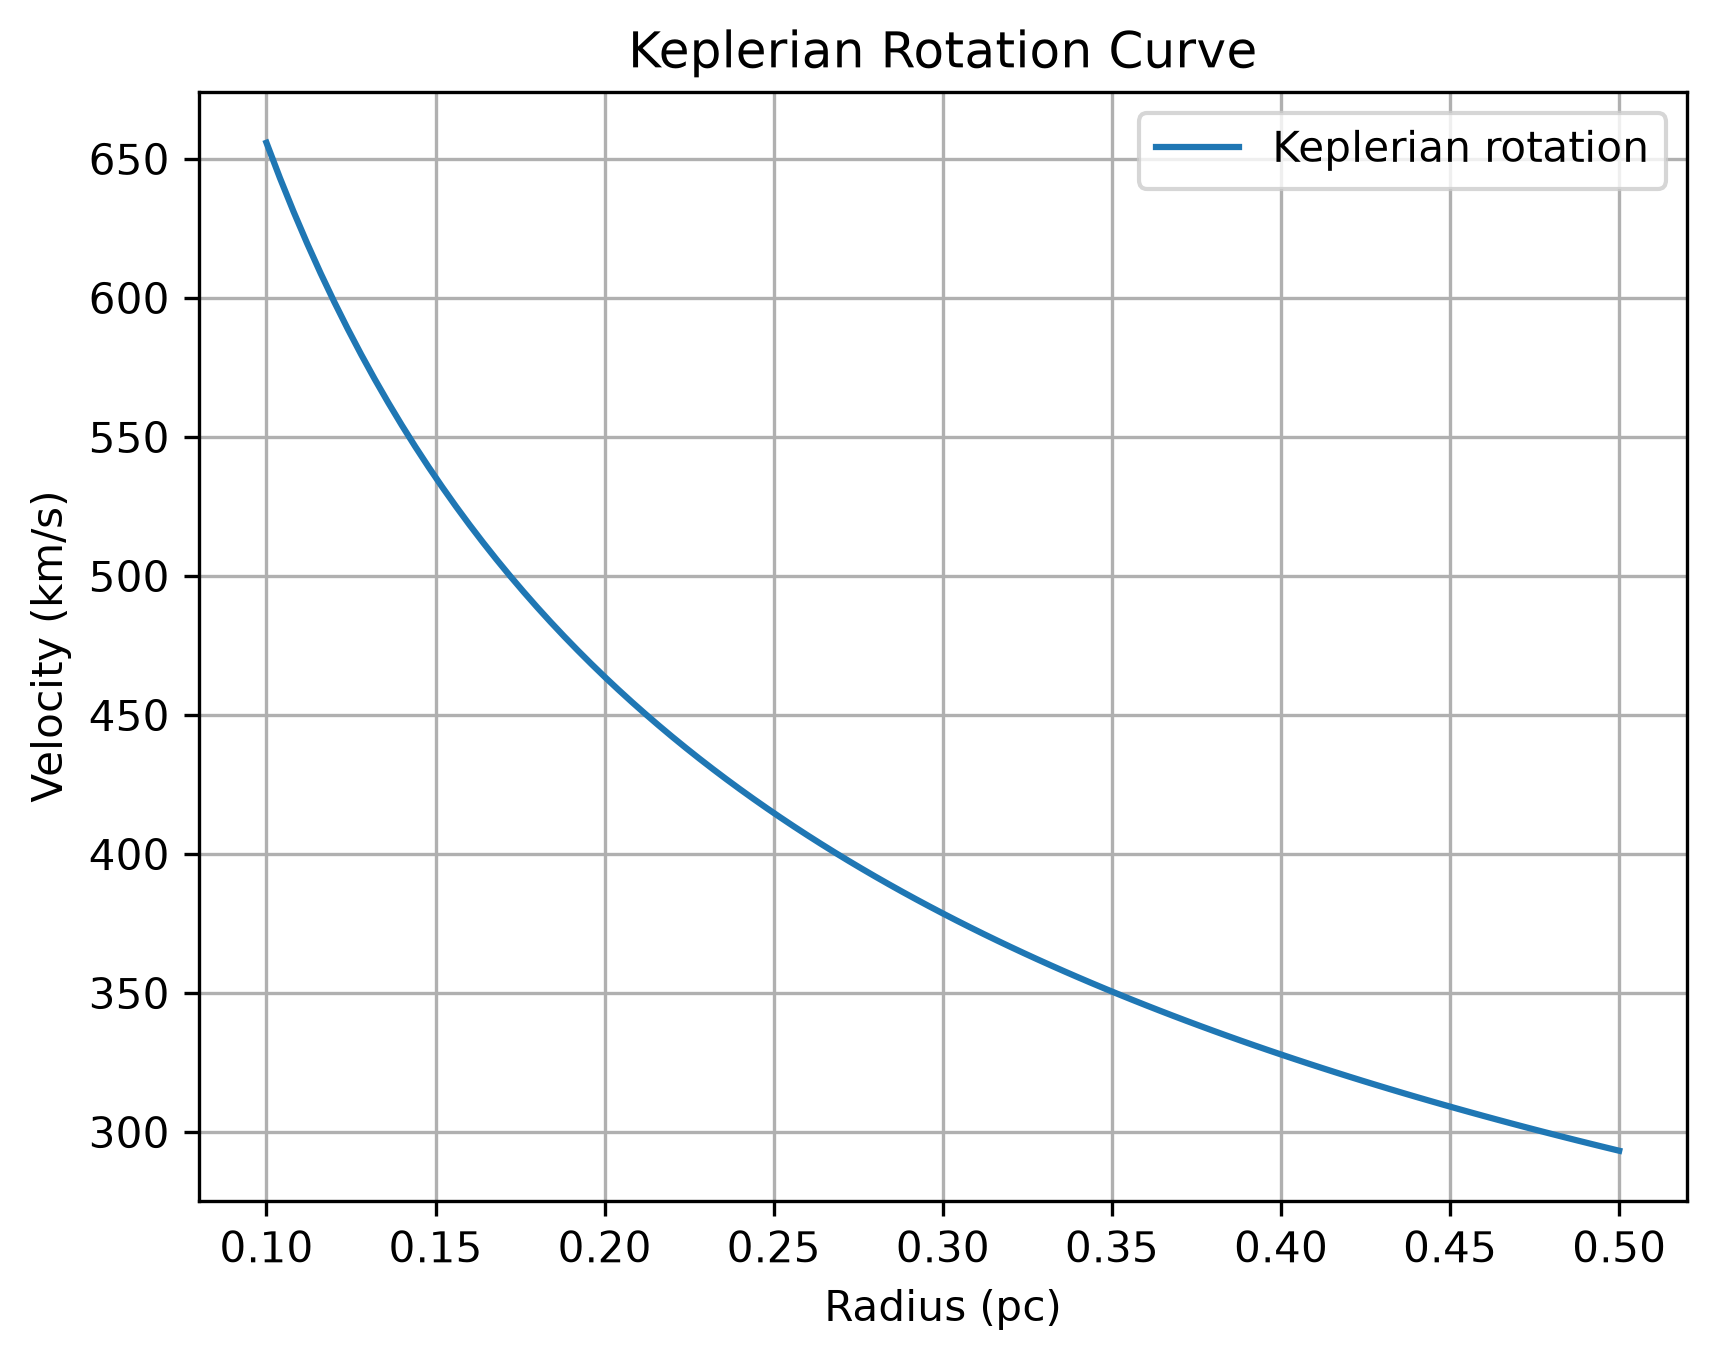 Keplerian Rotation Curve
Keplerian rotation
Velocity (km/s)
650
600
550
500
450
400
350
300
0.10 0.15 0.20 0.25 0.30 0.35 0.40 0.45 0.50
Radius (pc)